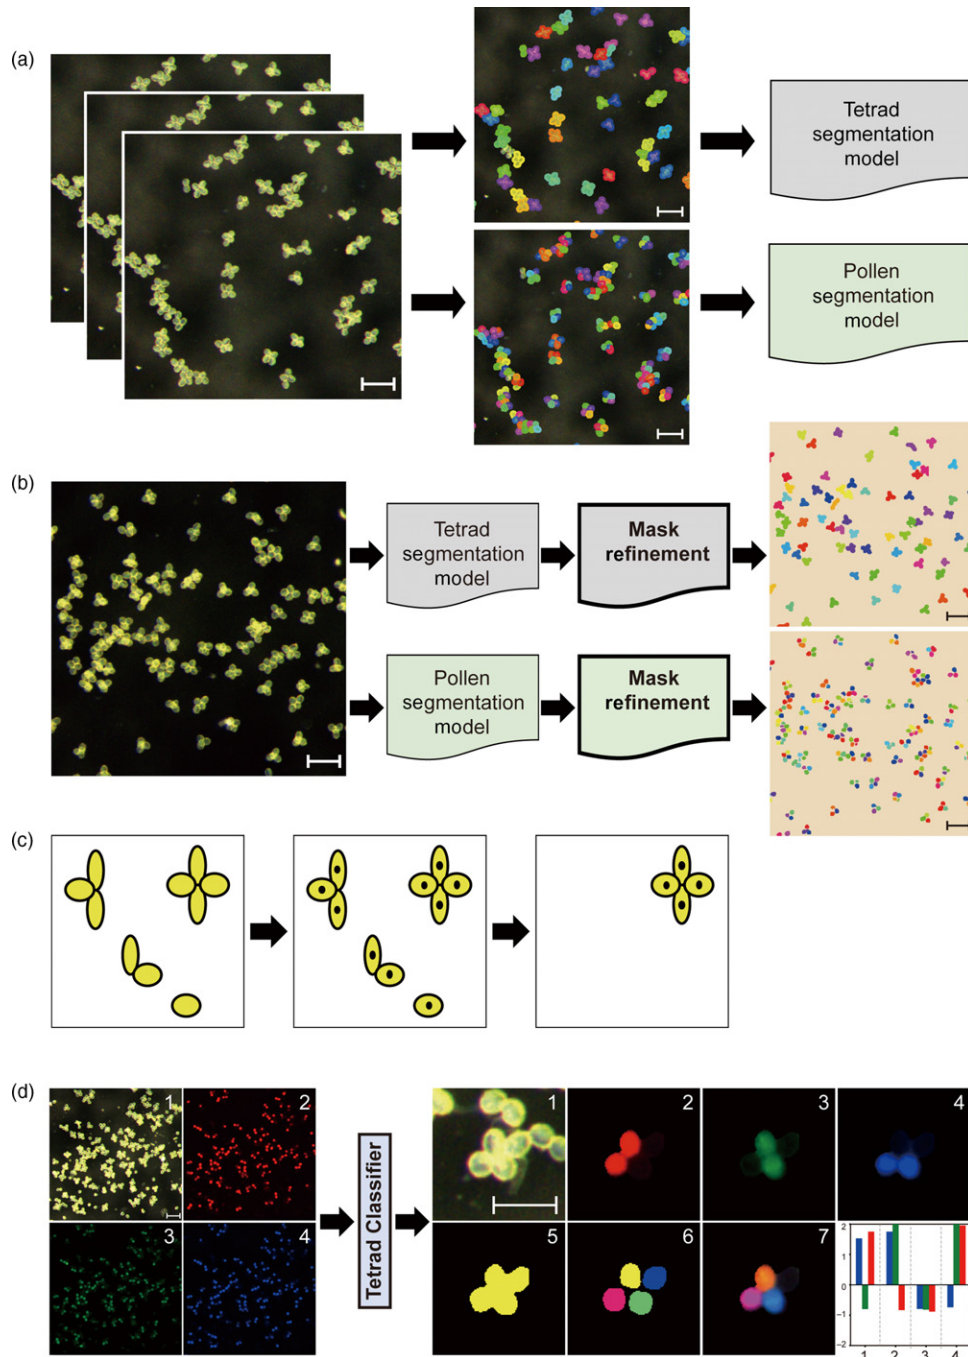 (a)
Tetrad
segmentation
model
Pollen
segmentation
model
(b)
Tetrad
segmentation
model
Mask
refinement
Pollen
segmentation
model
Mask
refinement
(c)
(d)
1
2
3
4
Tetrad Classifier
1
2
3
4
5
6
7
2
1
0
−1
−2
1 2 3 4